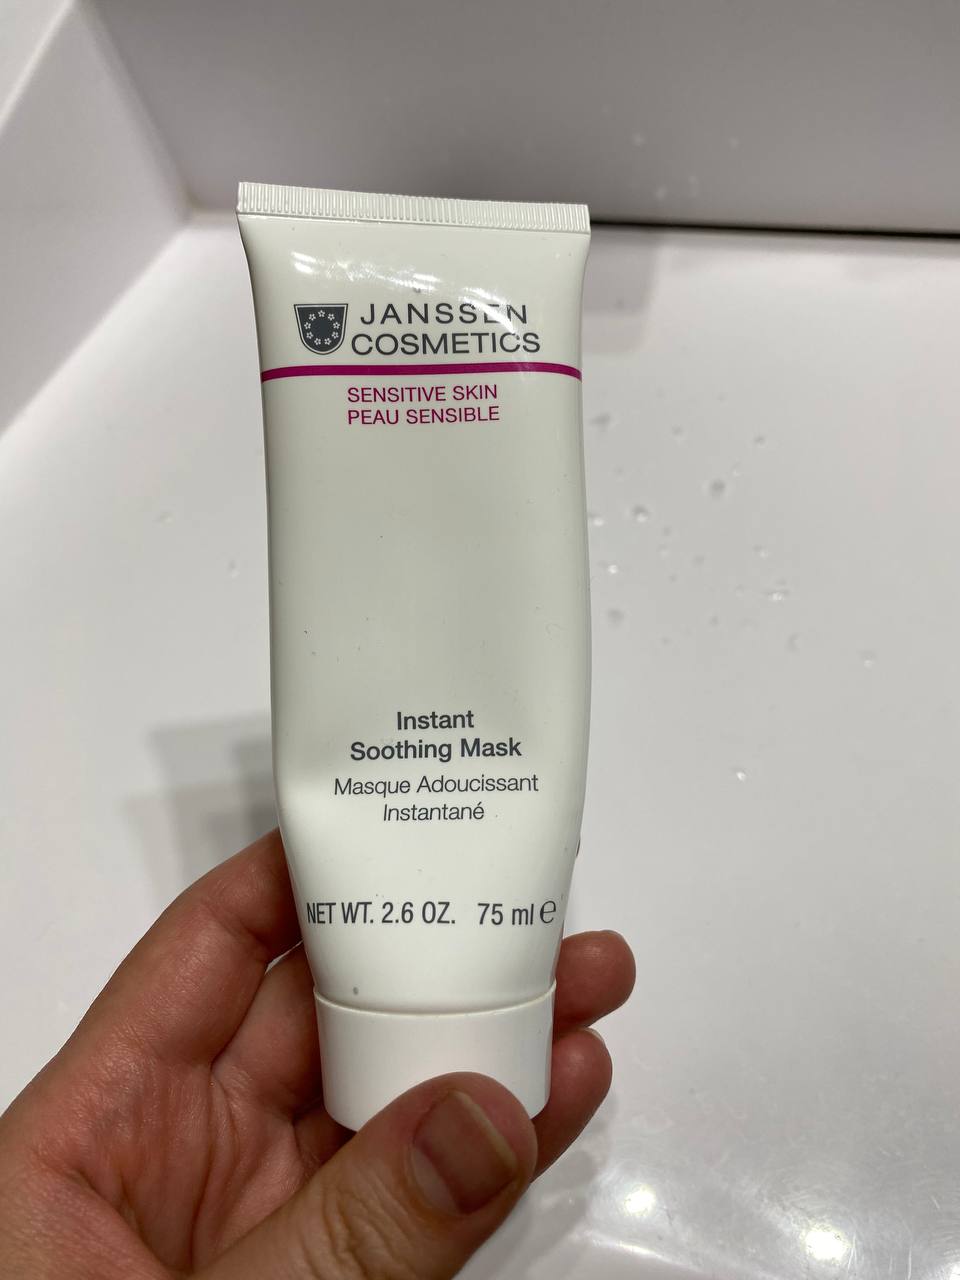 JANSSEN
COSMETICS
SENSITIVE SKIN
PEAU SENSIBLE
Instant
Soothing Mask
Masque Adoucissant
Instantané
NET WT. 2.6 OZ. 75 ml ℮